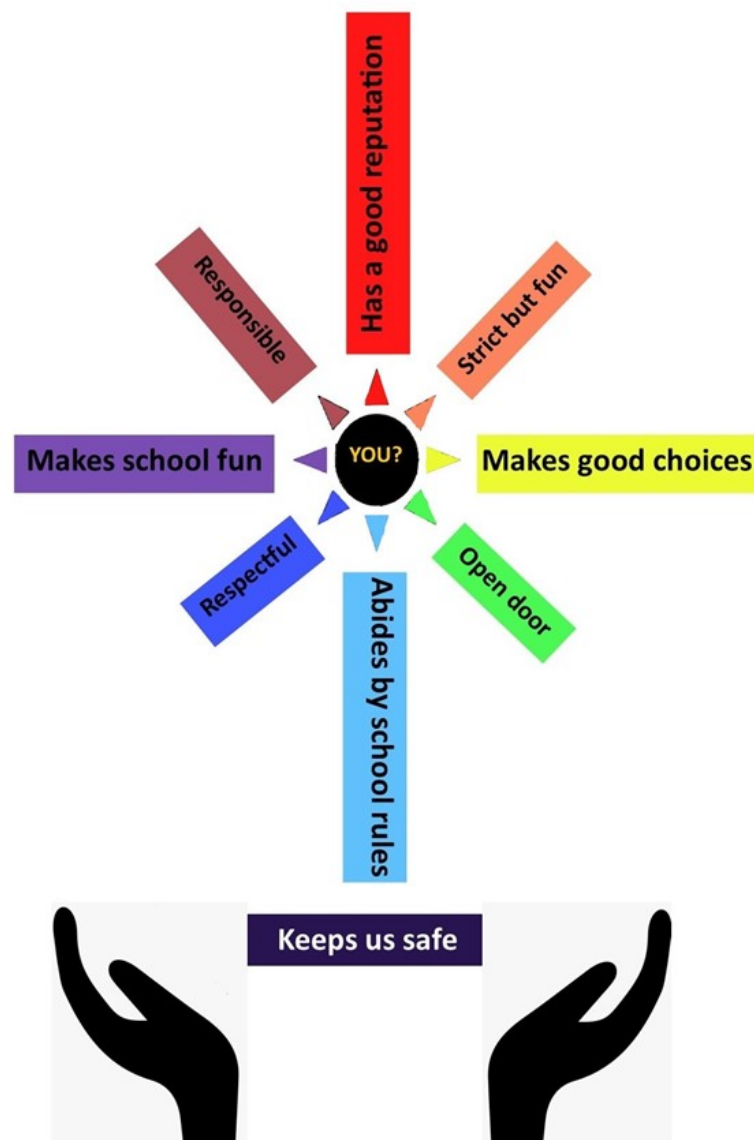 Has a good reputation
Responsible
Strict but fun
Makes school fun
YOU?
Makes good choices
Respectful
Open door
Abides by school rules
Keeps us safe